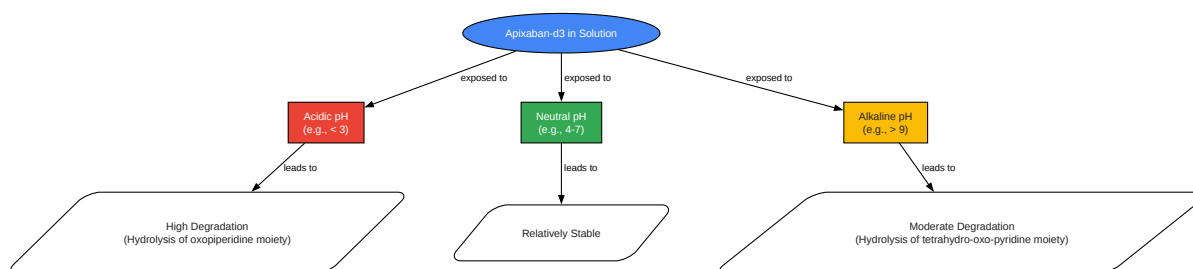 Apixaban-d3 in Solution
exposed to
exposed to
exposed to
Acidic pH
(e.g., < 3)
Neutral pH
(e.g., 4-7)
Alkaline pH
(e.g., > 9)
leads to
leads to
leads to
High Degradation
(Hydrolysis of oxopiperidine moiety)
Relatively Stable
Moderate Degradation
(Hydrolysis of tetrahydro-oxo-pyridine moiety)